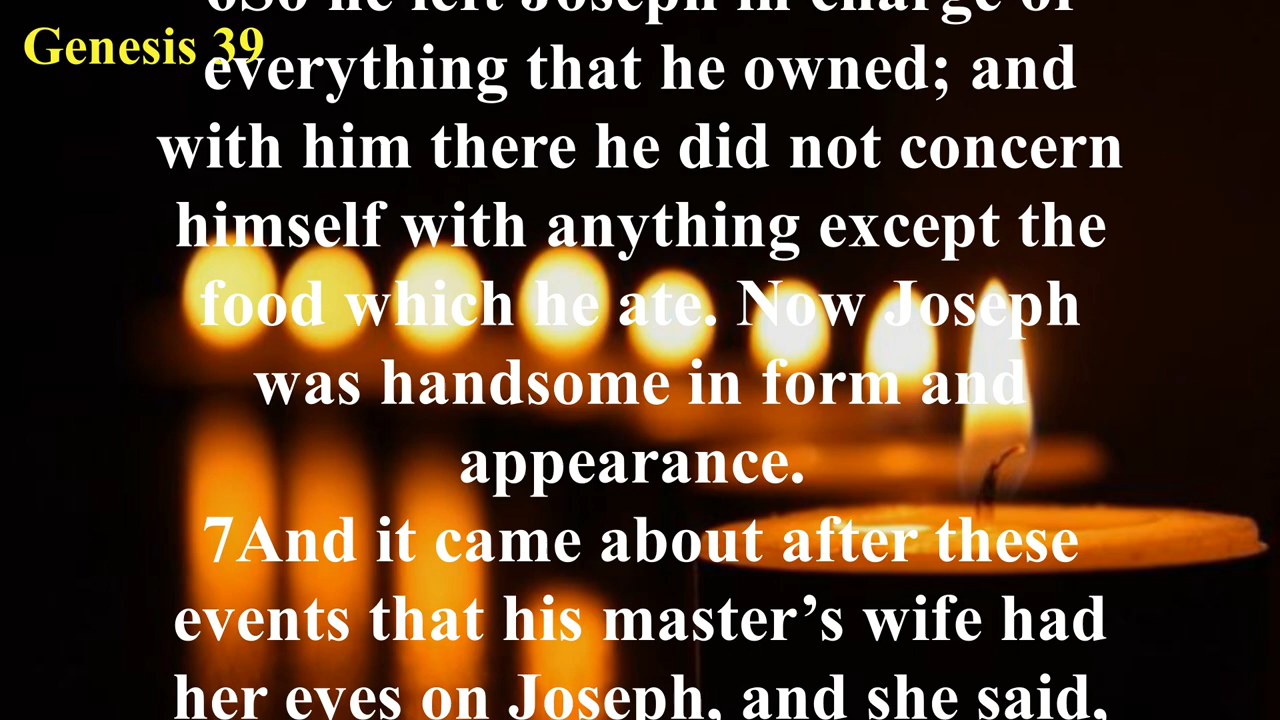 6So he left Joseph in charge of
Genesis 39
everything that he owned; and
with him there he did not concern
himself with anything except the
food which he ate. Now Joseph
was handsome in form and
appearance.
7And it came about after these
events that his master’s wife had
her eyes on Joseph, and she said,